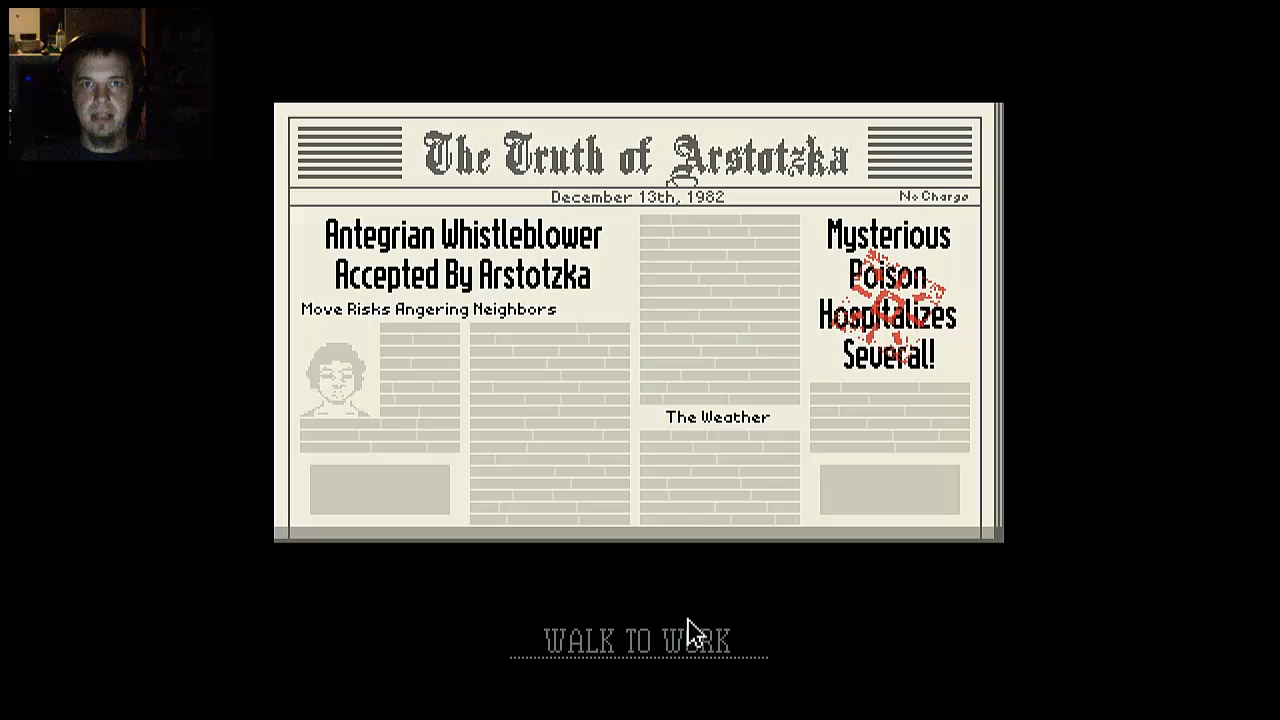 The Truth of Arstotzka
December 13th, 1982
No Charge
Antegrian Whistleblower
Accepted By Arstotzka
Move Risks Angering Neighbors
The Weather
Mysterious
Poison
Hospitalizes
Several!
WALK TO WORK